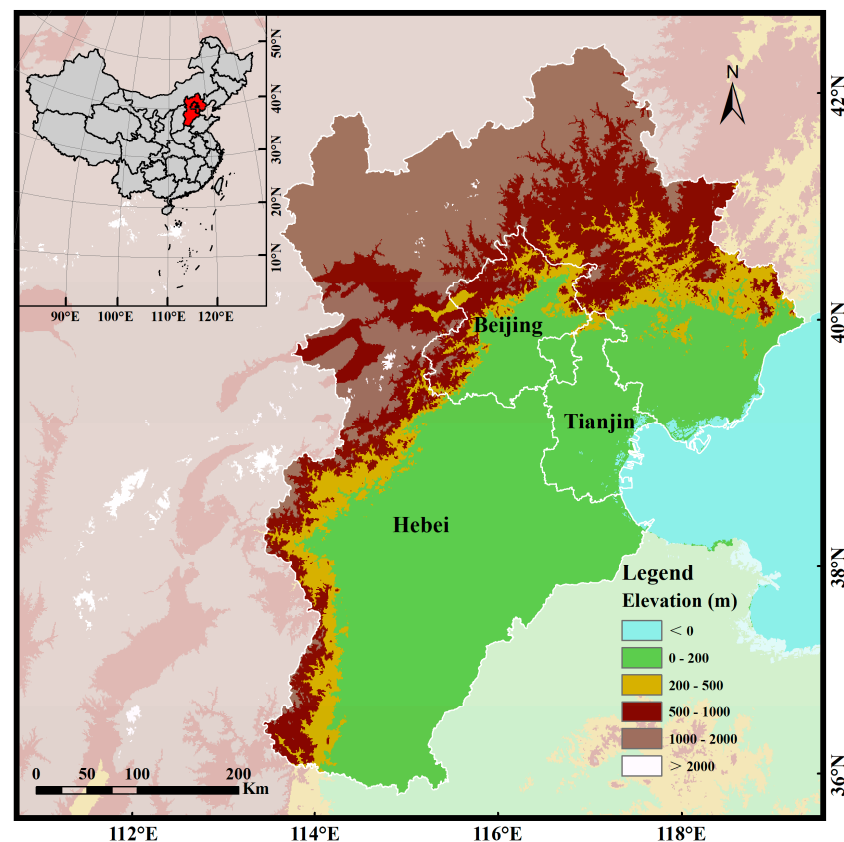 50°N
40°N
30°N
20°N
10°N
90°E 100°E 110°E 120°E
N
42°N
40°N
38°N
36°N
Beijing
Tianjin
Hebei
Legend
Elevation (m)
< 0
0 - 200
200 - 500
500 - 1000
1000 - 2000
> 2000
0 50 100 200
Km
112°E 114°E 116°E 118°E